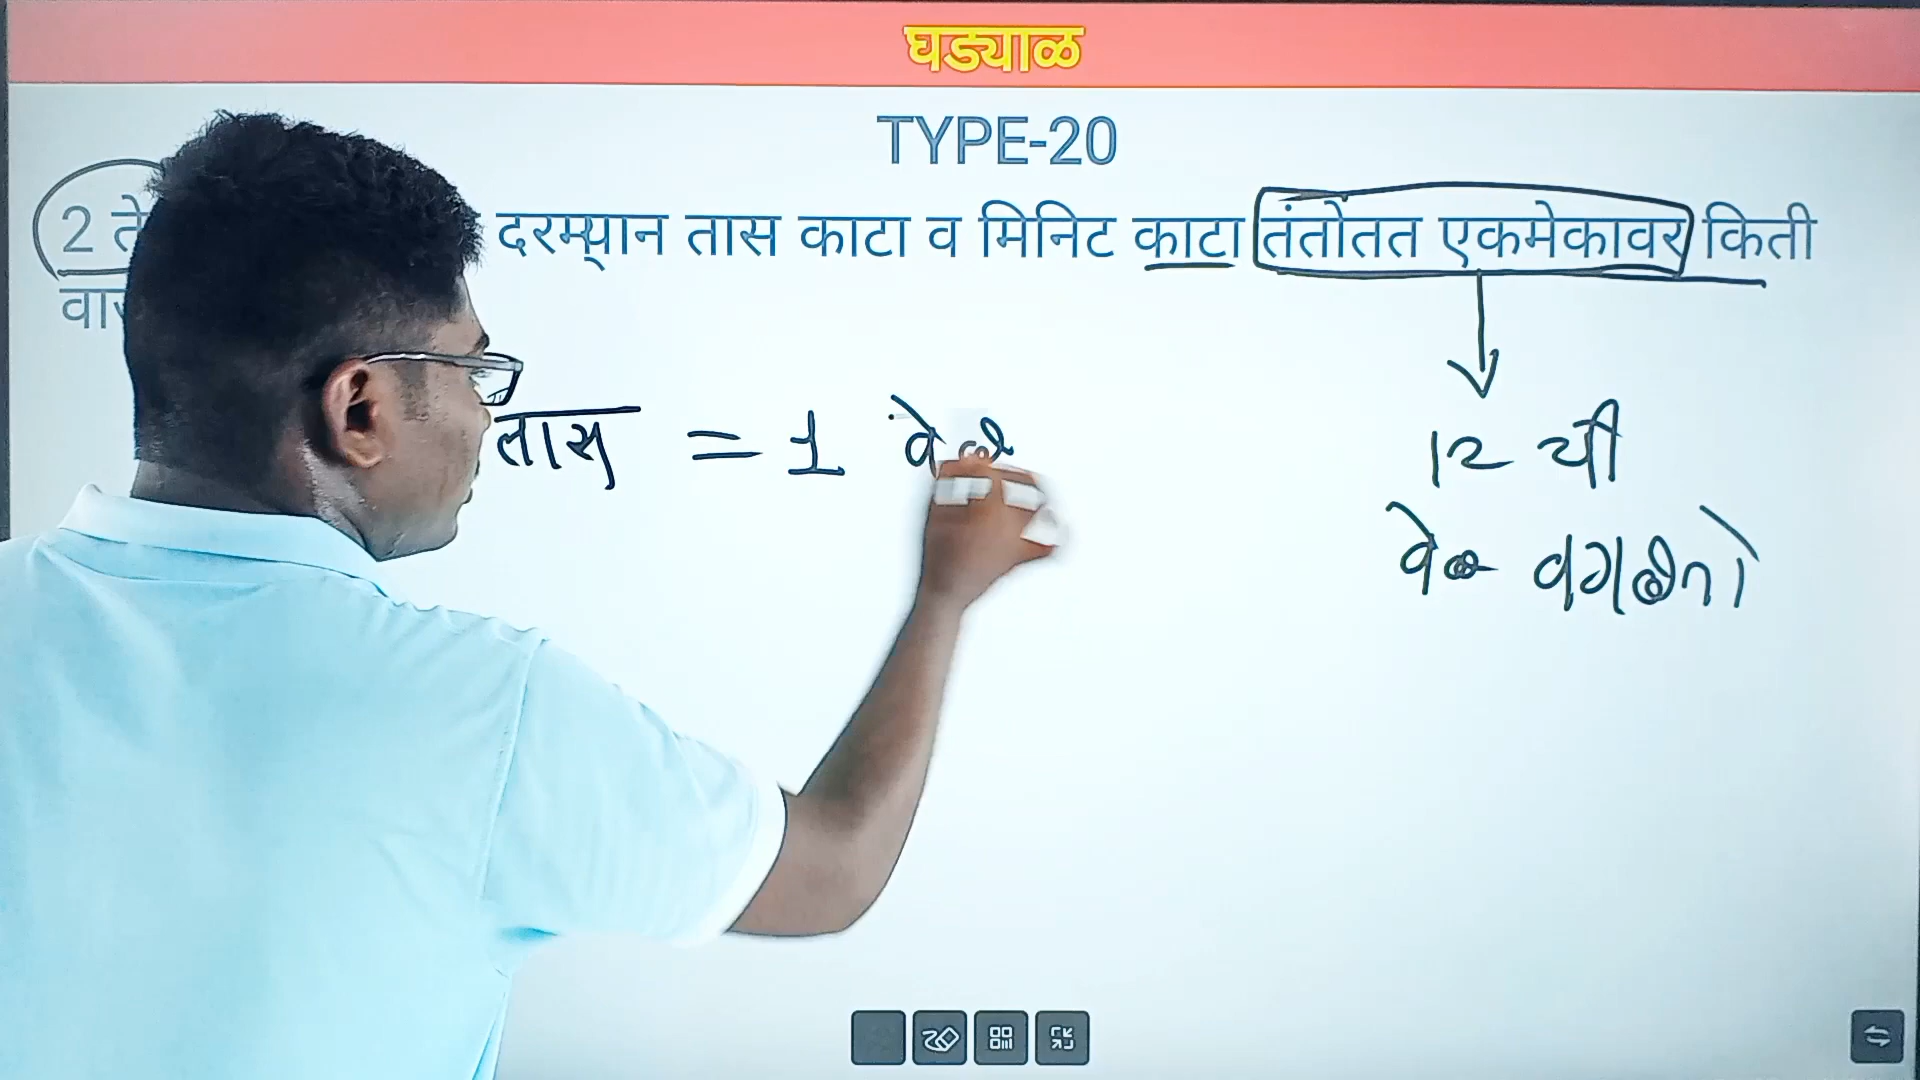 घड्याळ
TYPE-20
2 दरम्यान तास काटा व मिनिट काटा तंतोतत एकमेकावर किती
तास = 1 वेळ
12 ची
वेळ वगळता